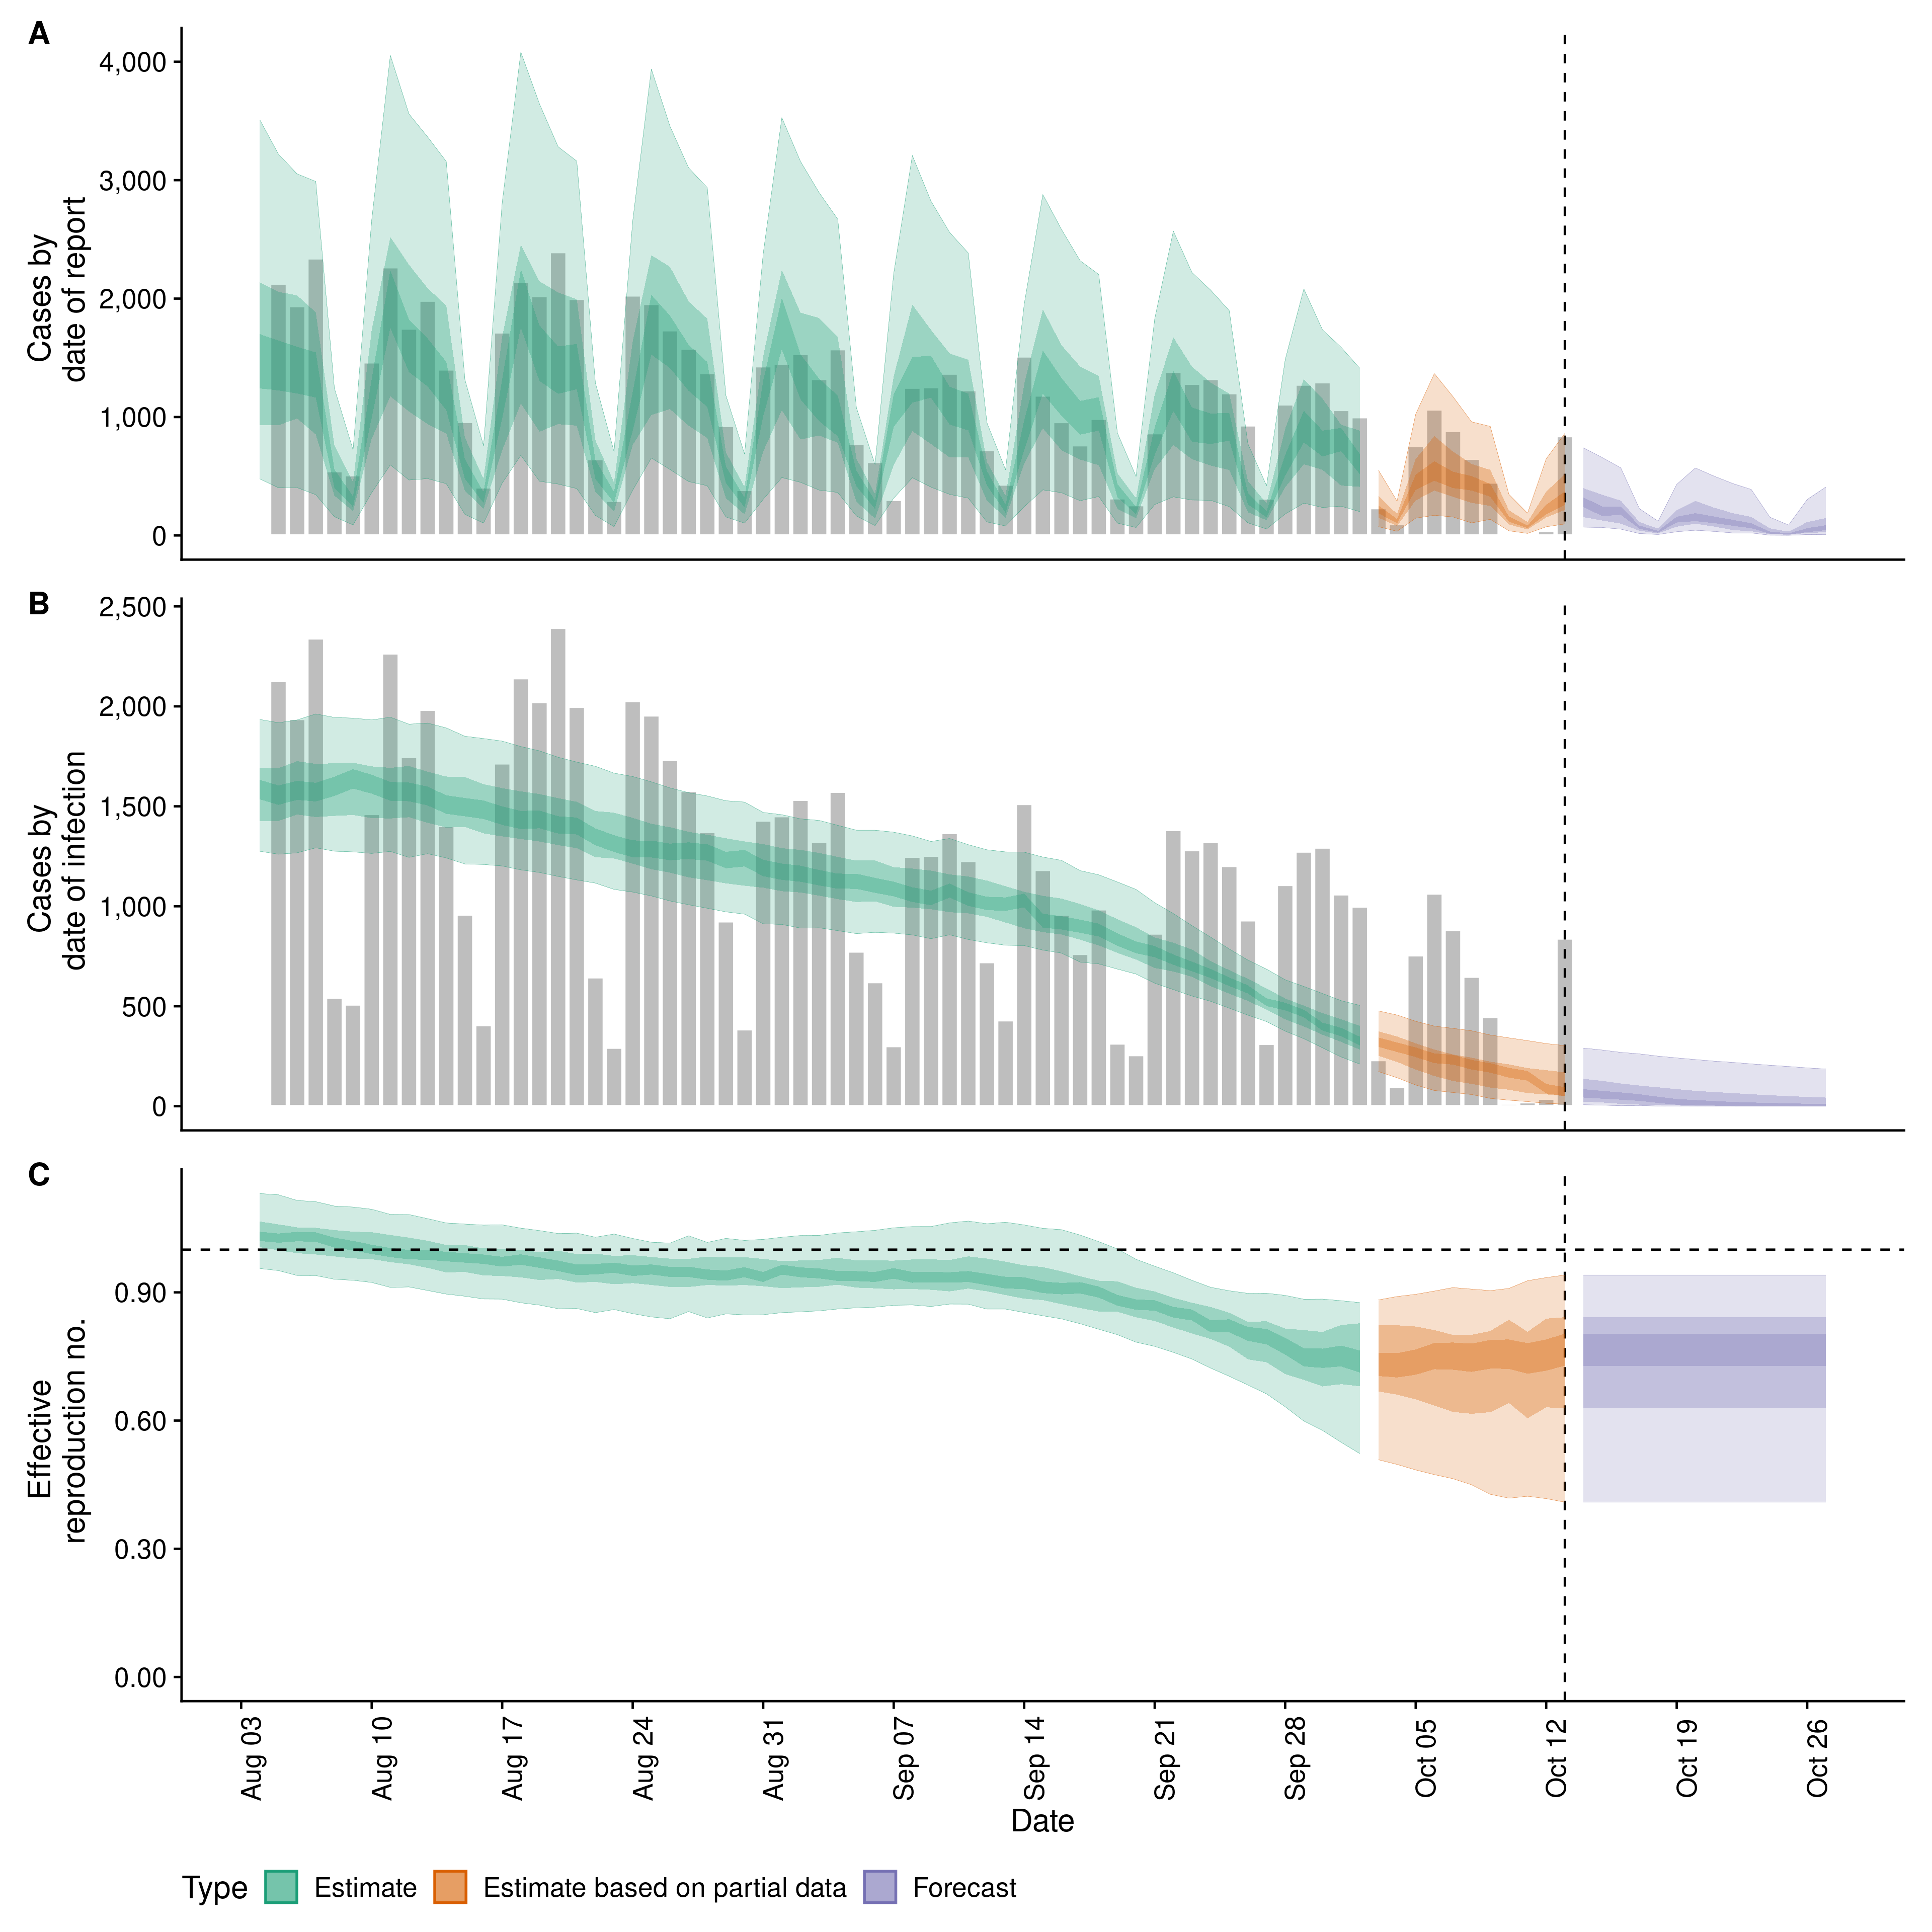 A
4,000
3,000
2,000
1,000
0
Cases by
date of report
B
2,500
2,000
1,500
1,000
500
0
Cases by
date of infection
C
0.90
0.60
0.30
0.00
Effective
reproduction no.
Aug 03
Aug 10
Aug 17
Aug 24
Aug 31
Sep 07
Sep 14
Sep 21
Sep 28
Oct 05
Oct 12
Oct 19
Oct 26
Date
Type Estimate Estimate based on partial data Forecast